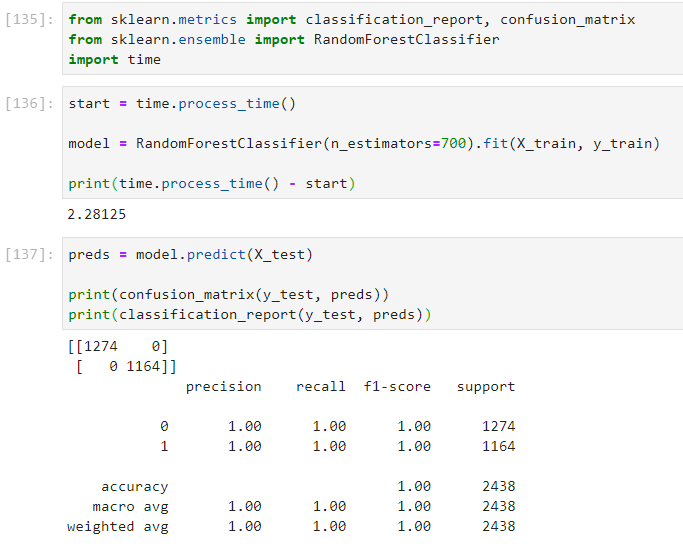 [135]: from sklearn.metrics import classification_report, confusion_matrix
from sklearn.ensemble import RandomForestClassifier
import time
[136]: start = time.process_time()
model = RandomForestClassifier(n_estimators=700).fit(X_train, y_train)
print(time.process_time() - start)
2.28125
[137]: preds = model.predict(X_test)
print(confusion_matrix(y_test, preds))
print(classification_report(y_test, preds))
[[1274    0]
 [   0 1164]]
              precision    recall  f1-score   support
           0       1.00      1.00      1.00      1274
           1       1.00      1.00      1.00      1164
    accuracy                           1.00      2438
   macro avg       1.00      1.00      1.00      2438
weighted avg       1.00      1.00      1.00      2438